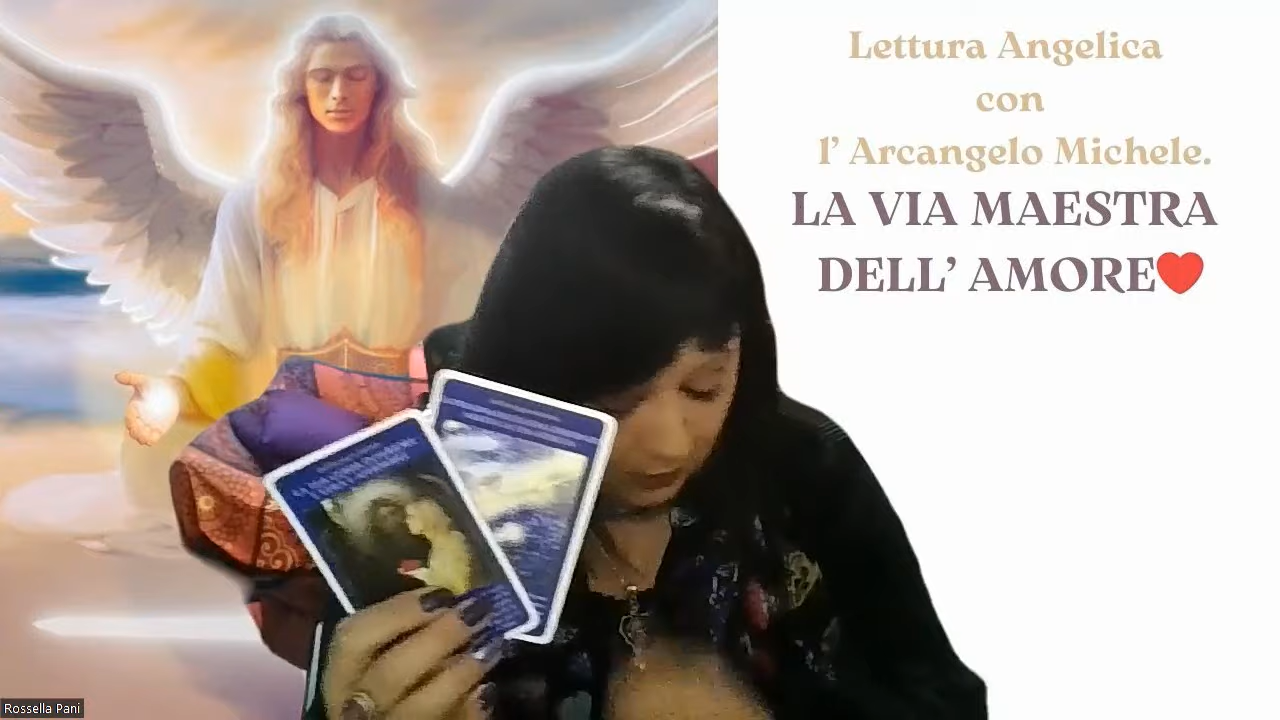 Lettura Angelica
con
l’ Arcangelo Michele.
LA VIA MAESTRA
DELL’ AMORE
Rossella Pani